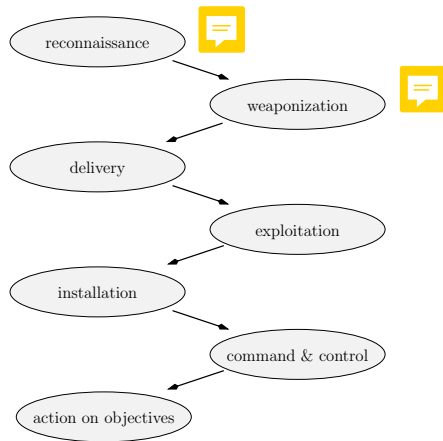 reconnaissance
weaponization
delivery
exploitation
installation
command & control
action on objectives